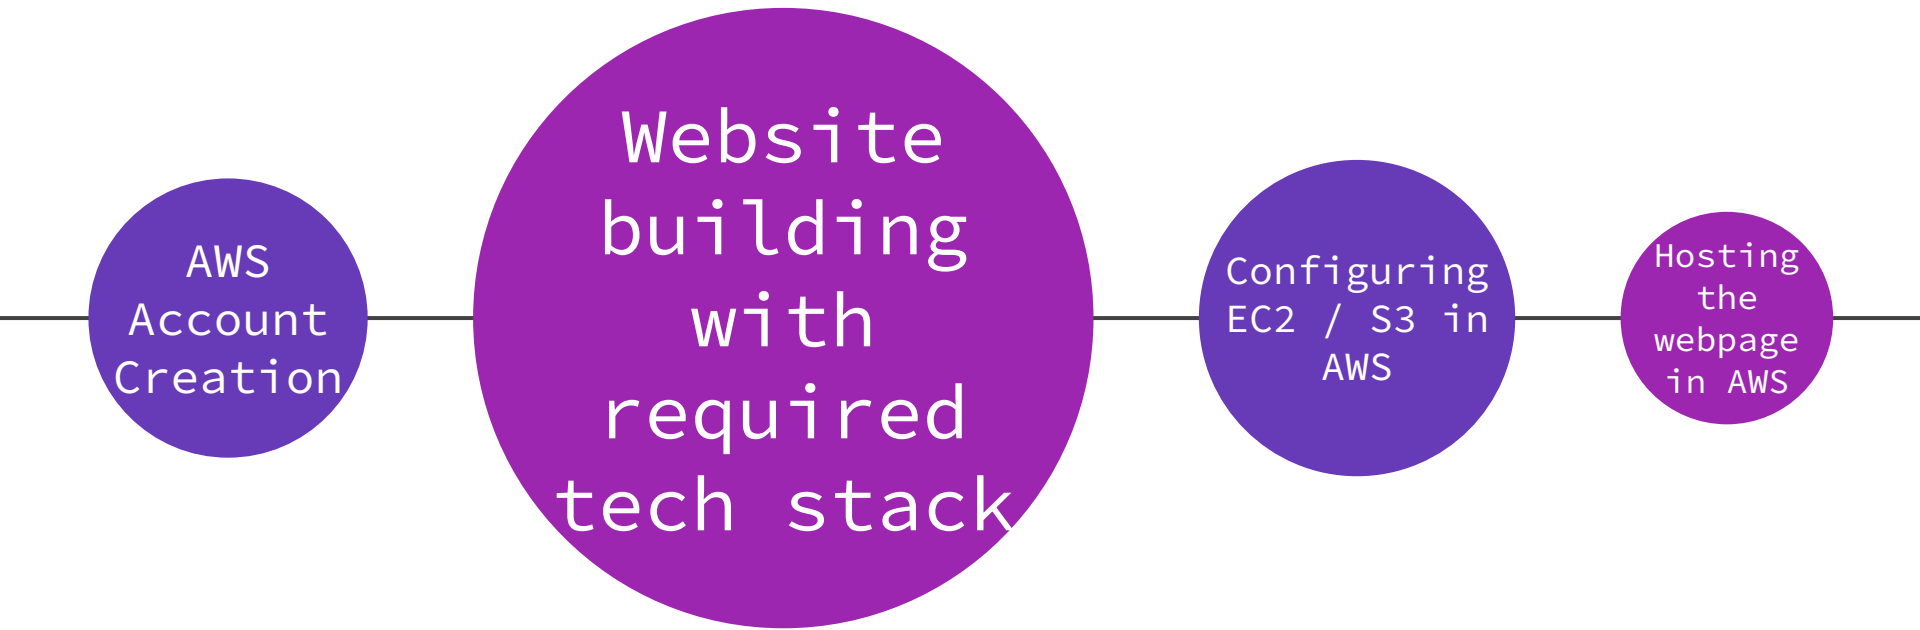 AWS
Account
Creation
Website
building
with
required
tech stack
Configuring
EC2 / S3 in
AWS
Hosting
the
webpage
in AWS